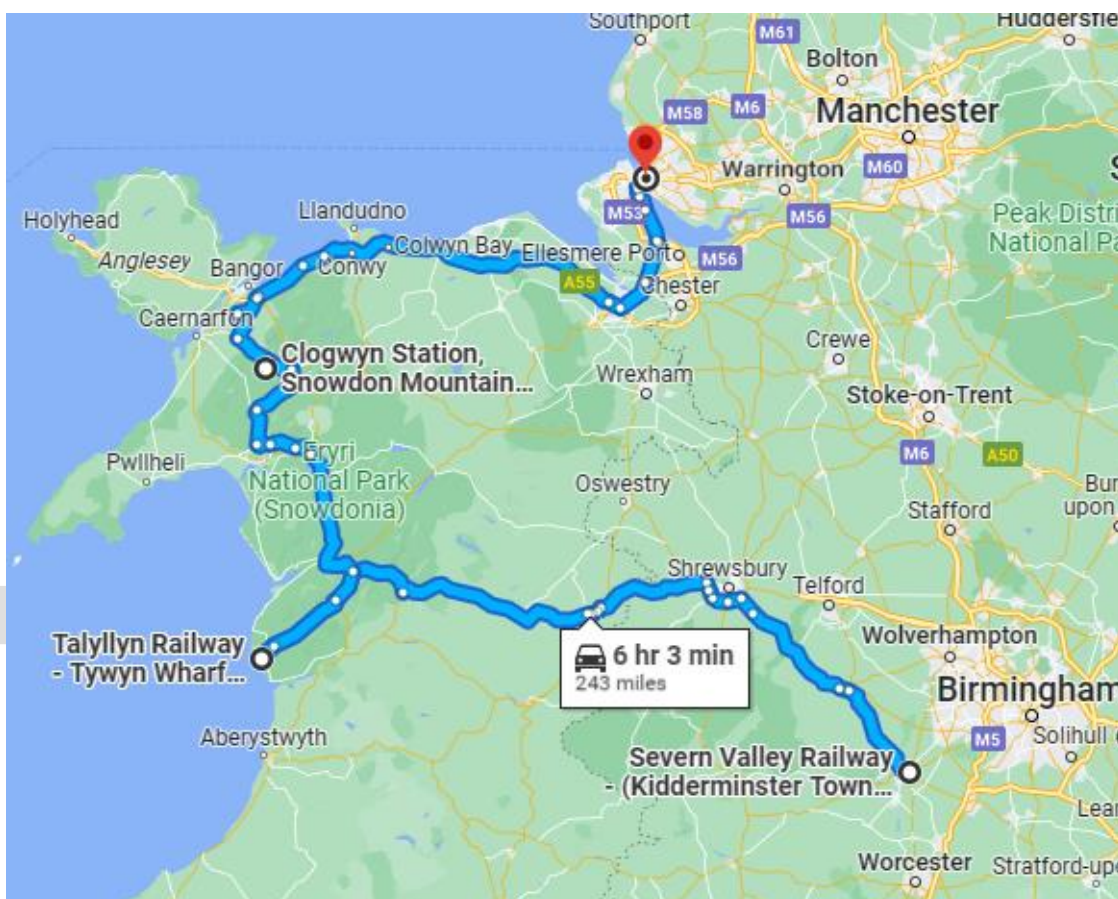 Southport
M61
Huddersfie
Bolton
M58
M6
Manchester
Warrington
M60
Holyhead
Llandudno
M53
M56
S
Anglesey
Bangor
Colwyn Bay
Conwy
Ellesmere Port
M56
Peak Distri
National Pa
A55
Chester
Caernarfon
Crewe
Clogwyn Station,
Snowdon Mountain...
Wrexham
Stoke-on-Trent
Pwllheli
Eryri
National Park
(Snowdonia)
M6
A50
Oswestry
Bur
upon
Stafford
Shrewsbury
Telford
Talyllyn Railway
- Tywyn Wharf...
6 hr 3 min
243 miles
Wolverhampton
Birmingham
Aberystwyth
M5
Solihull
Severn Valley Railway
- (Kidderminster Town...
Lear
Worcester
Stratford-upo